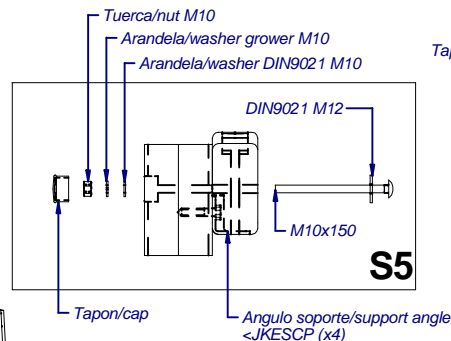 Tuerca/nut M10
Arandela/washer grower M10
Arandela/washer DIN9021 M10
DIN9021 M12
M10x150
S5
Tapon/cap
Angulo soporte/support angle
<JKESCP (x4)